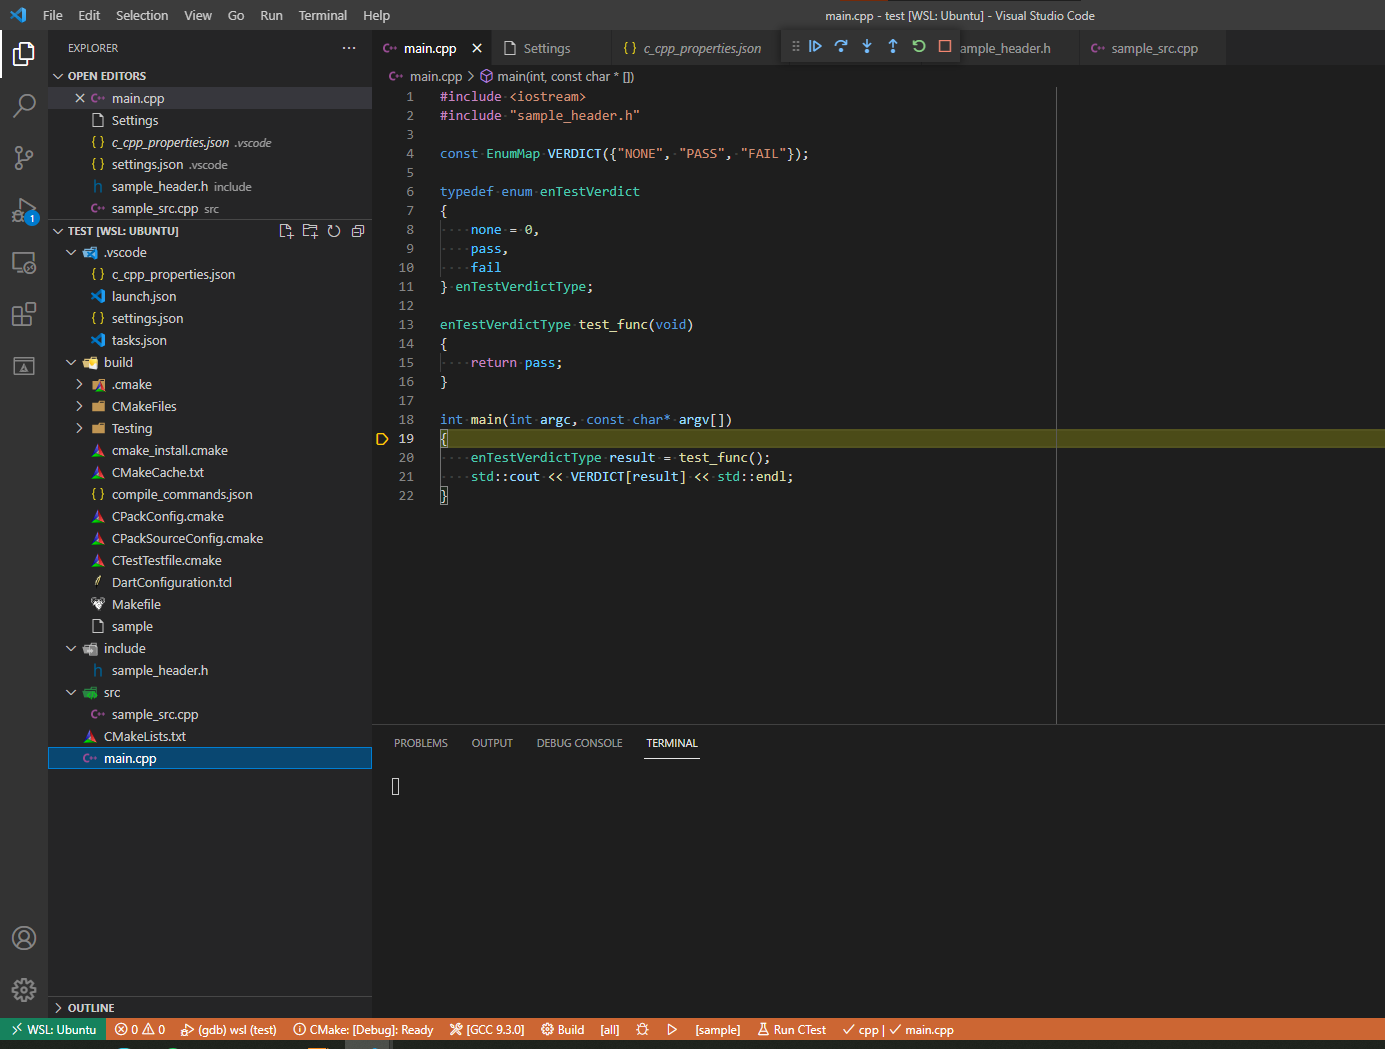 File Edit Selection View Go Run Terminal Help
main.cpp - test [WSL: Ubuntu] - Visual Studio Code
EXPLORER
OPEN EDITORS
main.cpp
Settings
c_cpp_properties.json .vscode
settings.json .vscode
sample_header.h include
sample_src.cpp src
TEST [WSL: UBUNTU]
.vscode
c_cpp_properties.json
launch.json
settings.json
tasks.json
build
.cmake
CMakeFiles
Testing
cmake_install.cmake
CMakeCache.txt
compile_commands.json
CPackConfig.cmake
CPackSourceConfig.cmake
CTestTestfile.cmake
DartConfiguration.tcl
Makefile
sample
include
sample_header.h
src
sample_src.cpp
CMakeLists.txt
main.cpp
OUTLINE
1
main.cpp Settings c_cpp_properties.json ample_header.h sample_src.cpp
main.cpp > main(int, const char * [])
1 #include <iostream>
2 #include "sample_header.h"
3
4 const EnumMap VERDICT({"NONE", "PASS", "FAIL"});
5
6 typedef enum enTestVerdict
7 {
8 none = 0,
9 pass,
10 fail
11 } enTestVerdictType;
12
13 enTestVerdictType test_func(void)
14 {
15 return pass;
16 }
17
18 int main(int argc, const char* argv[])
19 {
20 enTestVerdictType result = test_func();
21 std::cout << VERDICT[result] << std::endl;
22 }
PROBLEMS OUTPUT DEBUG CONSOLE TERMINAL
WSL: Ubuntu 0 0 (gdb) wsl (test) CMake: [Debug]: Ready [GCC 9.3.0] Build [all] [sample] Run CTest cpp | main.cpp